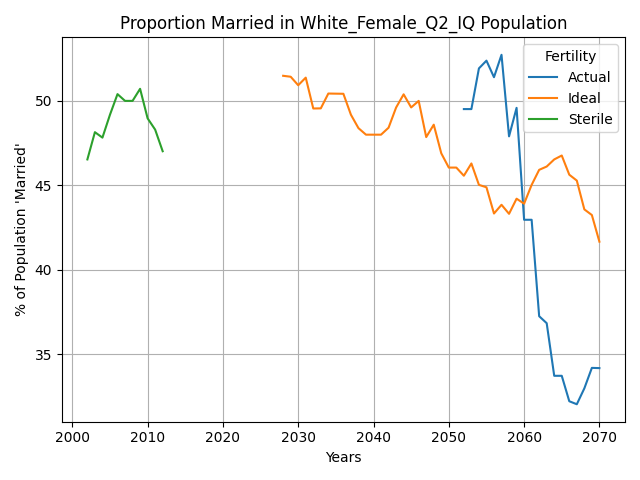 Proportion Married in White_Female_Q2_IQ Population
% of Population 'Married'
50
45
40
35
Fertility
Actual
Ideal
Sterile
2000 2010 2020 2030 2040 2050 2060 2070
Years